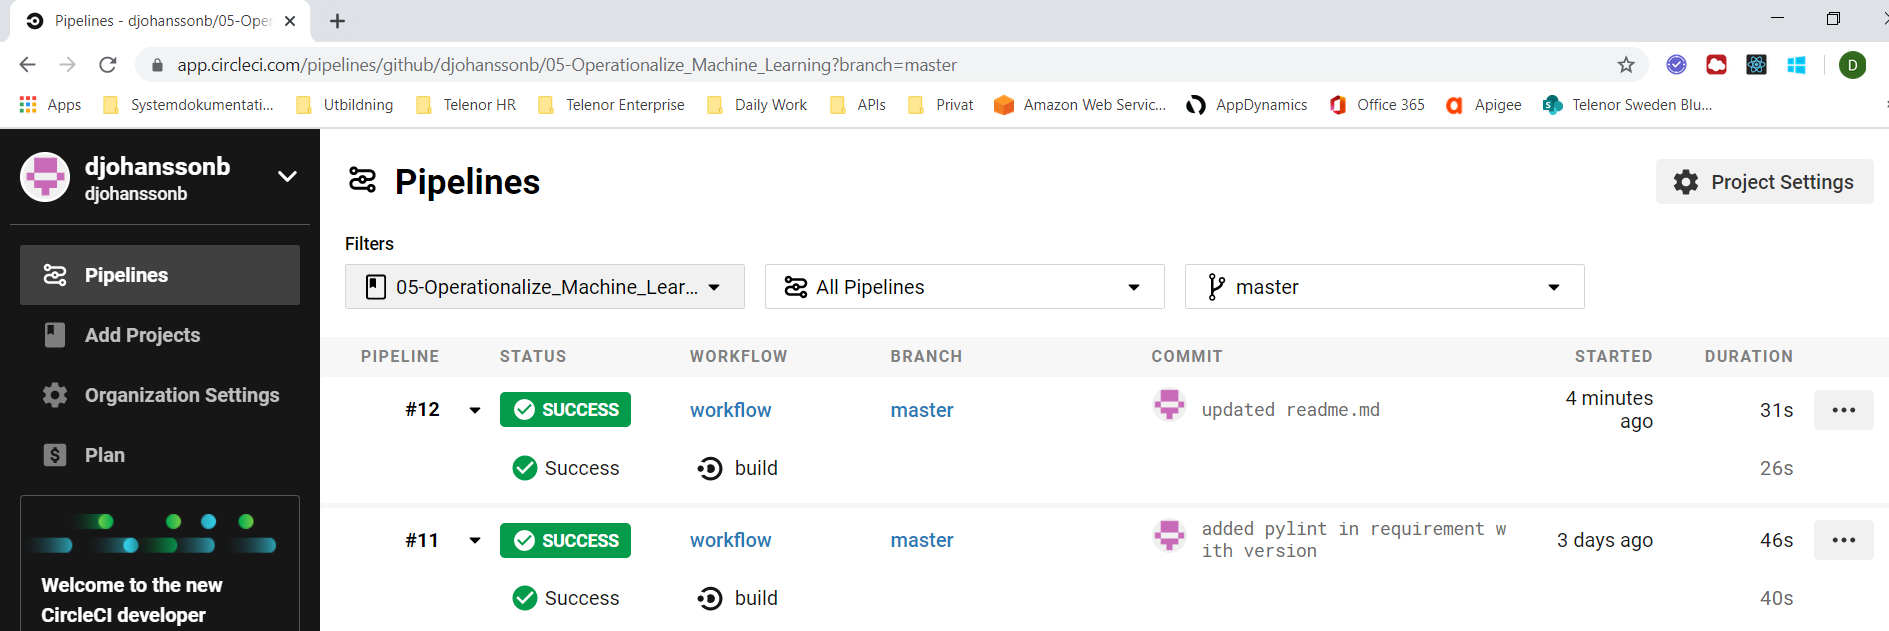 Pipelines - djohanssonb/05-Oper
app.circleci.com/pipelines/github/djohanssonb/05-Operationalize_Machine_Learning?branch=master
D
Apps Systemdokumentati... Utbildning Telenor HR Telenor Enterprise Daily Work APIs Privat Amazon Web Servic... AppDynamics Office 365 Apigee Telenor Sweden Blu...
djohanssonb
djohanssonb
Pipelines
Add Projects
Organization Settings
Plan
Welcome to the new
CircleCI developer
Pipelines
Project Settings
Filters
05-Operationalize_Machine_Lear... All Pipelines master
PIPELINE STATUS WORKFLOW BRANCH COMMIT STARTED DURATION
#12 SUCCESS workflow master updated readme.md 4 minutes ago 31s
Success build 26s
#11 SUCCESS workflow master added pylint in requirement w
ith version 3 days ago 46s
Success build 40s